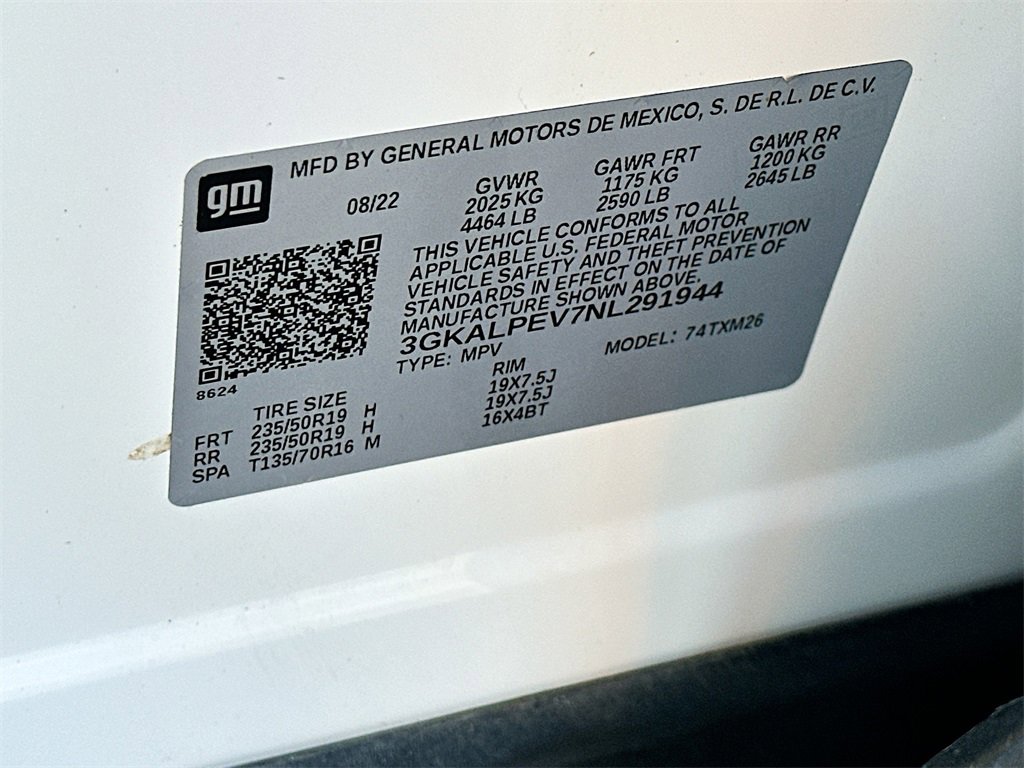 MFD BY GENERAL MOTORS DE MEXICO, S. DE R.L. DE C.V.
gm
08/22
GVWR
2025 KG
4464 LB
GAWR FRT
1175 KG
2590 LB
GAWR RR
1200 KG
2645 LB
THIS VEHICLE CONFORMS TO ALL
APPLICABLE U.S. FEDERAL MOTOR
VEHICLE SAFETY AND THEFT PREVENTION
STANDARDS IN EFFECT ON THE DATE OF
MANUFACTURE SHOWN ABOVE.
3GKALPEV7NL291944
TYPE: MPV
MODEL: 74TXM26
8624
TIRE SIZE RIM
FRT 235/50R19 H 19X7.5J
RR 235/50R19 H 19X7.5J
SPA T135/70R16 M 16X4BT